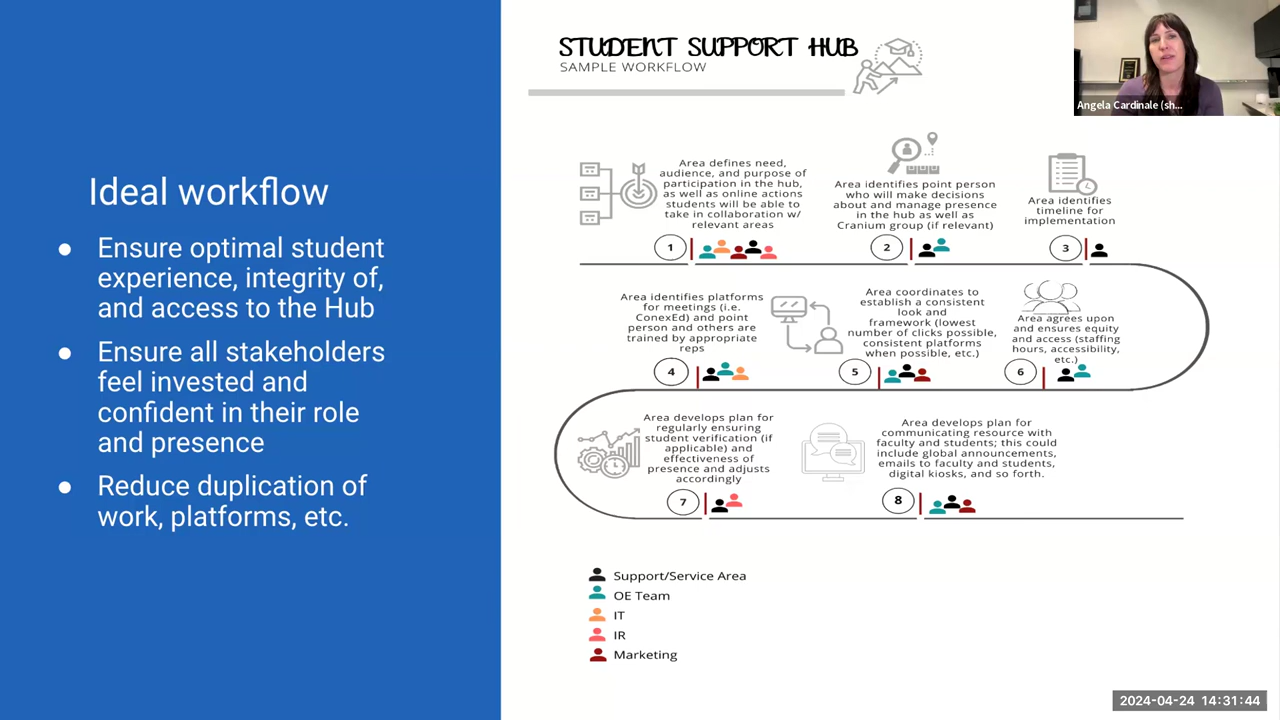 Ideal workflow
● Ensure optimal student
experience, integrity of,
and access to the Hub
● Ensure all stakeholders
feel invested and
confident in their role
and presence
● Reduce duplication of
work, platforms, etc.
STUDENT SUPPORT HUB
SAMPLE WORKFLOW
Angela Cardinale (sh...
Area defines need,
audience, and purpose of
participation in the hub,
as well as online actions
students will be able to
take in collaboration w/
relevant areas
1
Area identifies point person
who will make decisions
about and manage presence
in the hub as well as
Cranium group (if relevant)
2
Area identifies
timeline for
implementation
3
Area identifies platforms
for meetings (i.e.
ConexEd) and point
person and others are
trained by appropriate
reps
4
Area coordinates to
establish a consistent
look and
framework (lowest
number of clicks possible,
consistent platforms
when possible, etc.)
5
Area agrees upon
and ensures equity
and access (staffing
hours, accessibility,
etc.)
6
Area develops plan for
regularly ensuring
student verification (if
applicable) and
effectiveness of
presence and adjusts
accordingly
7
Area develops plan for
communicating resource with
faculty and students; this could
include global announcements,
emails to faculty and students,
digital kiosks, and so forth.
8
Support/Service Area
OE Team
IT
IR
Marketing
2024-04-24 14:31:44